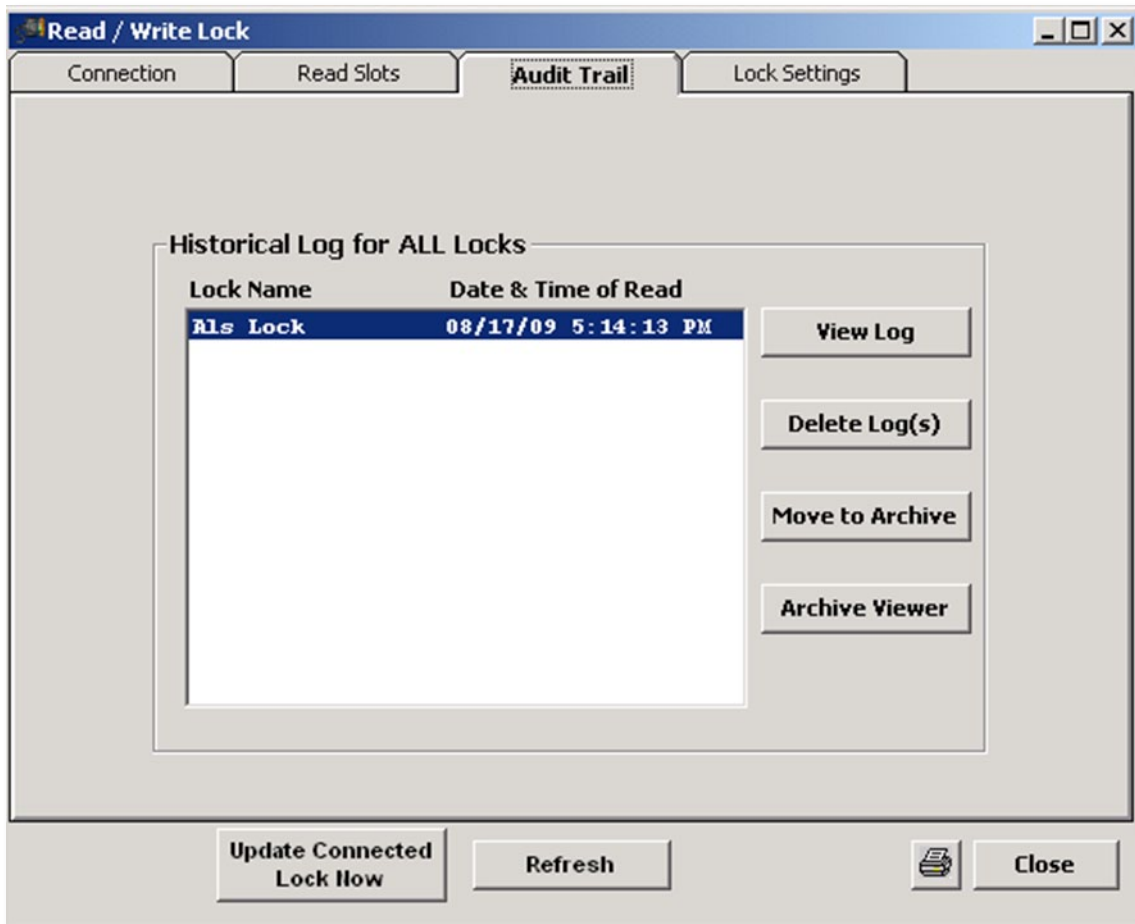 Read / Write Lock
Connection Read Slots Audit Trail Lock Settings
Historical Log for ALL Locks
Lock Name Date & Time of Read
Als Lock 08/17/09 5:14:13 PM
View Log
Delete Log(s)
Move to Archive
Archive Viewer
Update Connected
Lock Now
Refresh
Close